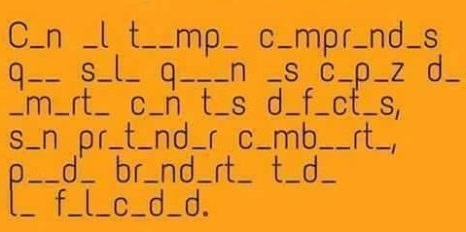 C_n _l t__mp_ c_mpr_nd_s
q__ s_l_ q___n _s c_p_z d_
_m_rt_ c_n t_s d_f_ct_s,
s_n pr_t_nd_r c_mb__rt_,
p__d_ br_nd_rt_ t_d_
l_ f_l_c_d_d.